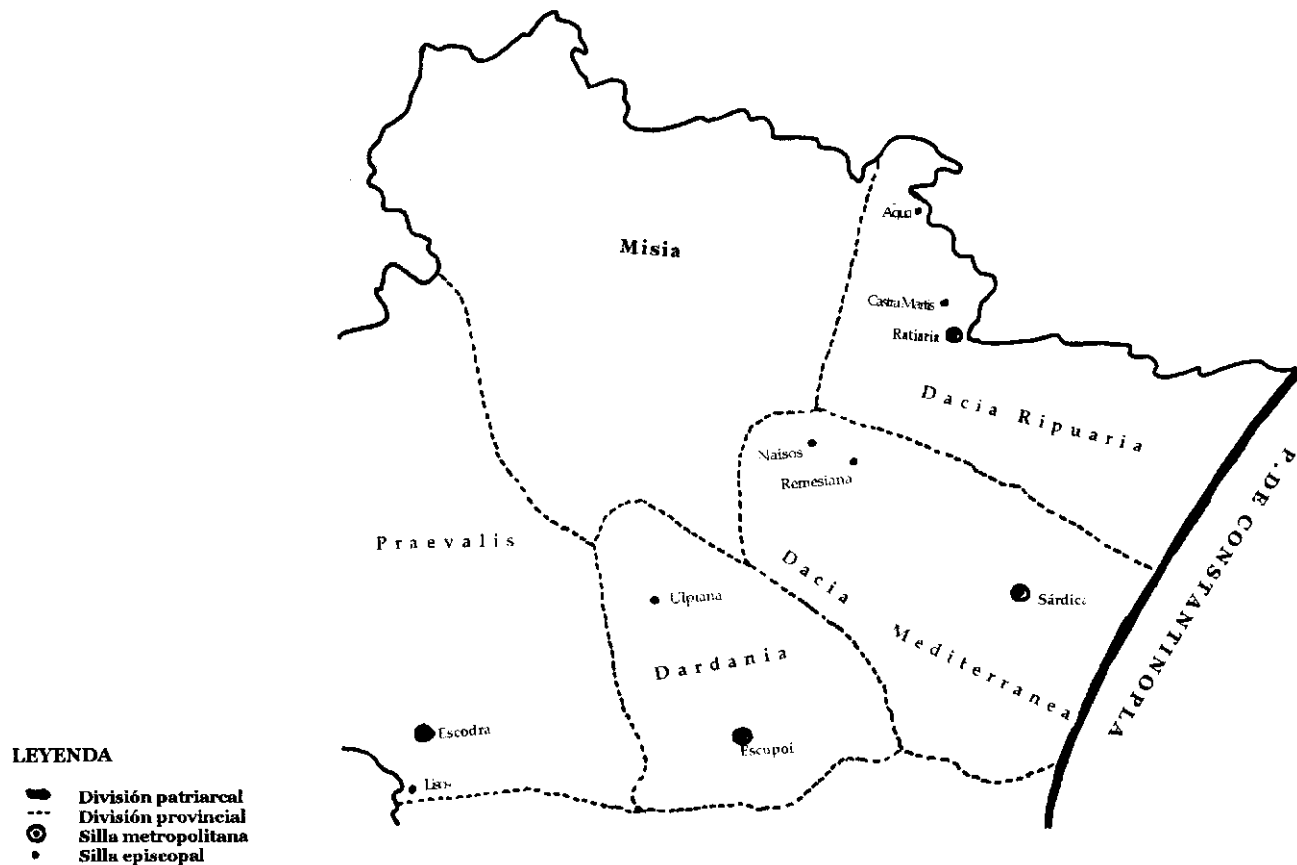 Misia
Aqua
Castra Martis
Ratiaria
Dacia Ripuaria
Naisos
Remesiana
P. DE CONSTANTINOPLA
Praevalis
Dacia
Mediterranea
Ulpiana
Sárdica
Dardania
Escodra
Escupoi
Lisos
LEYENDA
División patriarcal
División provincial
Silla metropolitana
Silla episcopal